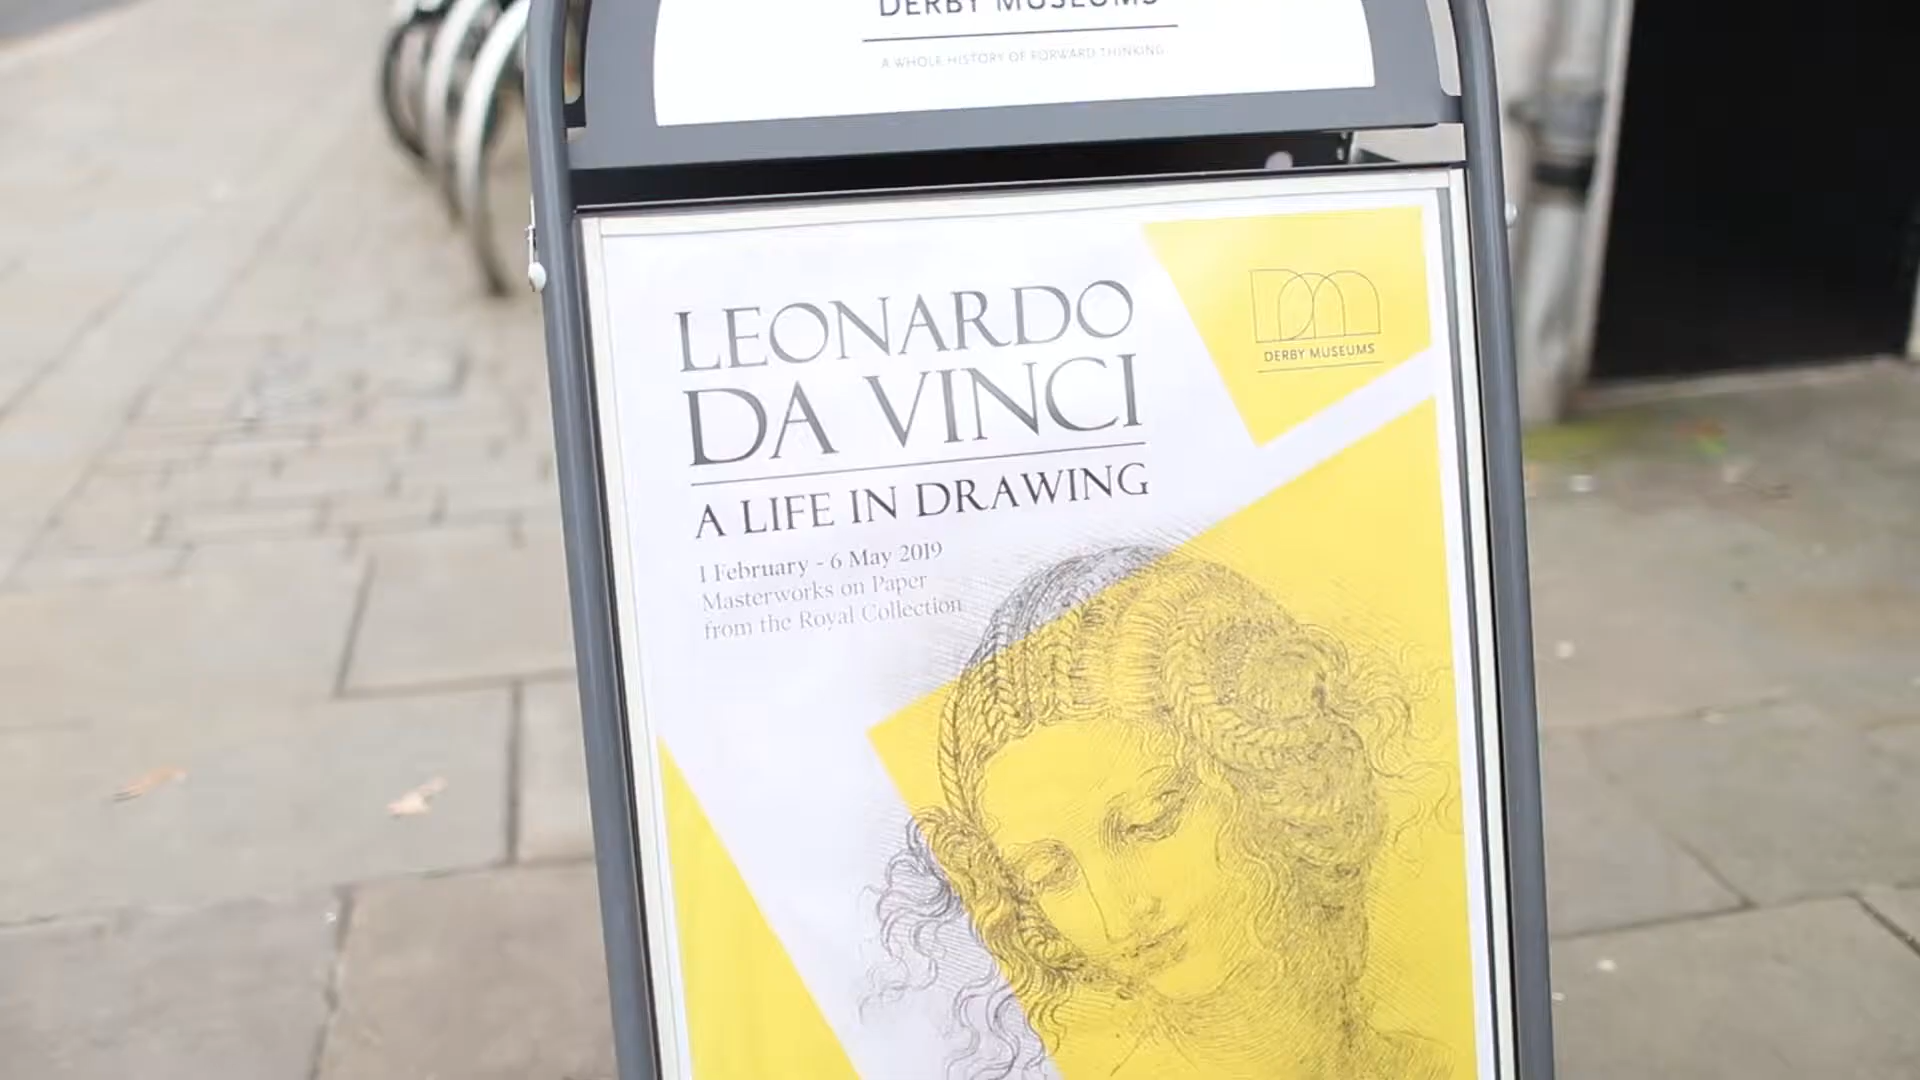 DERBY MUSEUMS
A WHOLE HISTORY OF FORWARD THINKING
DERBY MUSEUMS
LEONARDO
DA VINCI
A LIFE IN DRAWING
1 February - 6 May 2019
Masterworks on Paper
from the Royal Collection